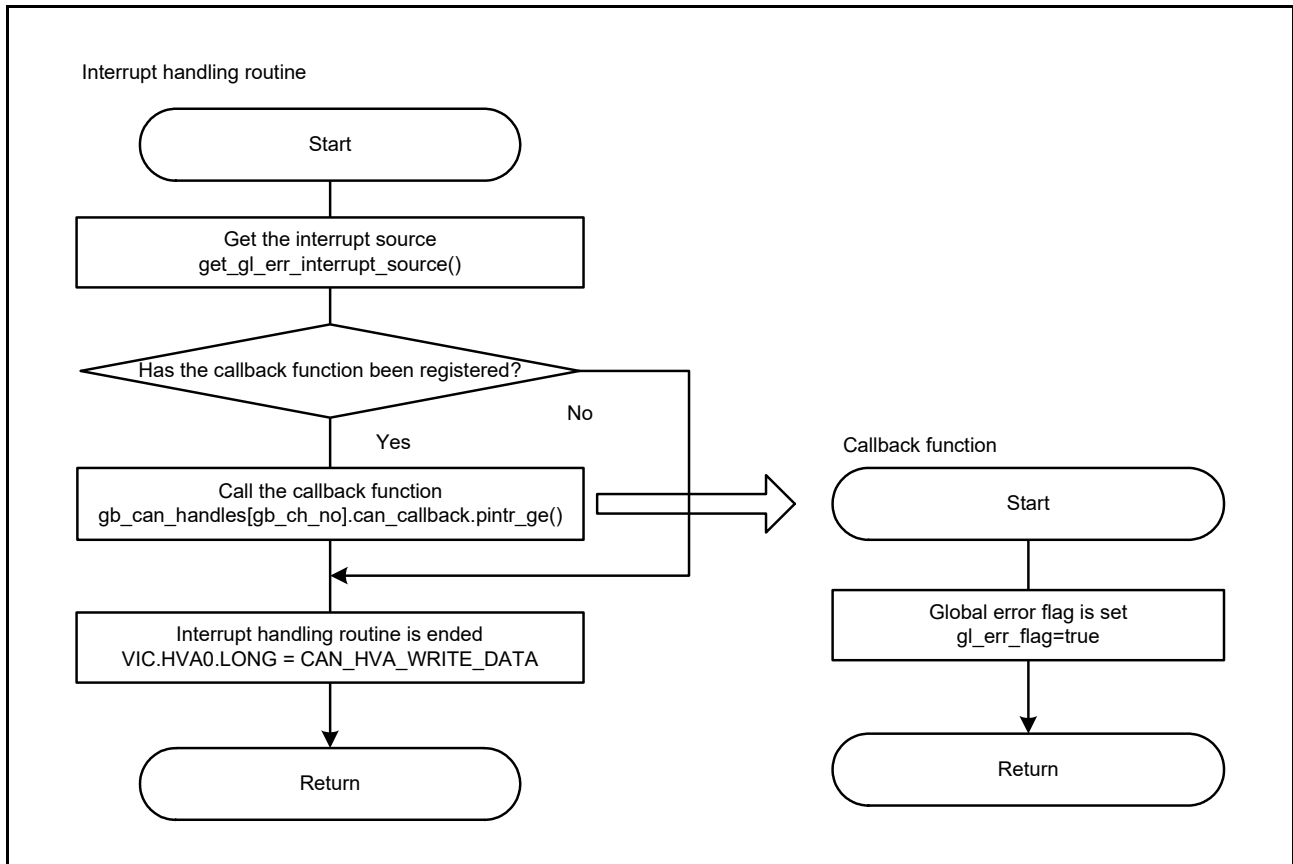 Interrupt handling routine
Start
Get the interrupt source
get_gl_err_interrupt_source()
Has the callback function been registered?
No
Yes
Call the callback function
gb_can_handles[gb_ch_no].can_callback.pintr_ge()
Interrupt handling routine is ended
VIC.HVA0.LONG = CAN_HVA_WRITE_DATA
Return
Callback function
Start
Global error flag is set
gl_err_flag=true
Return